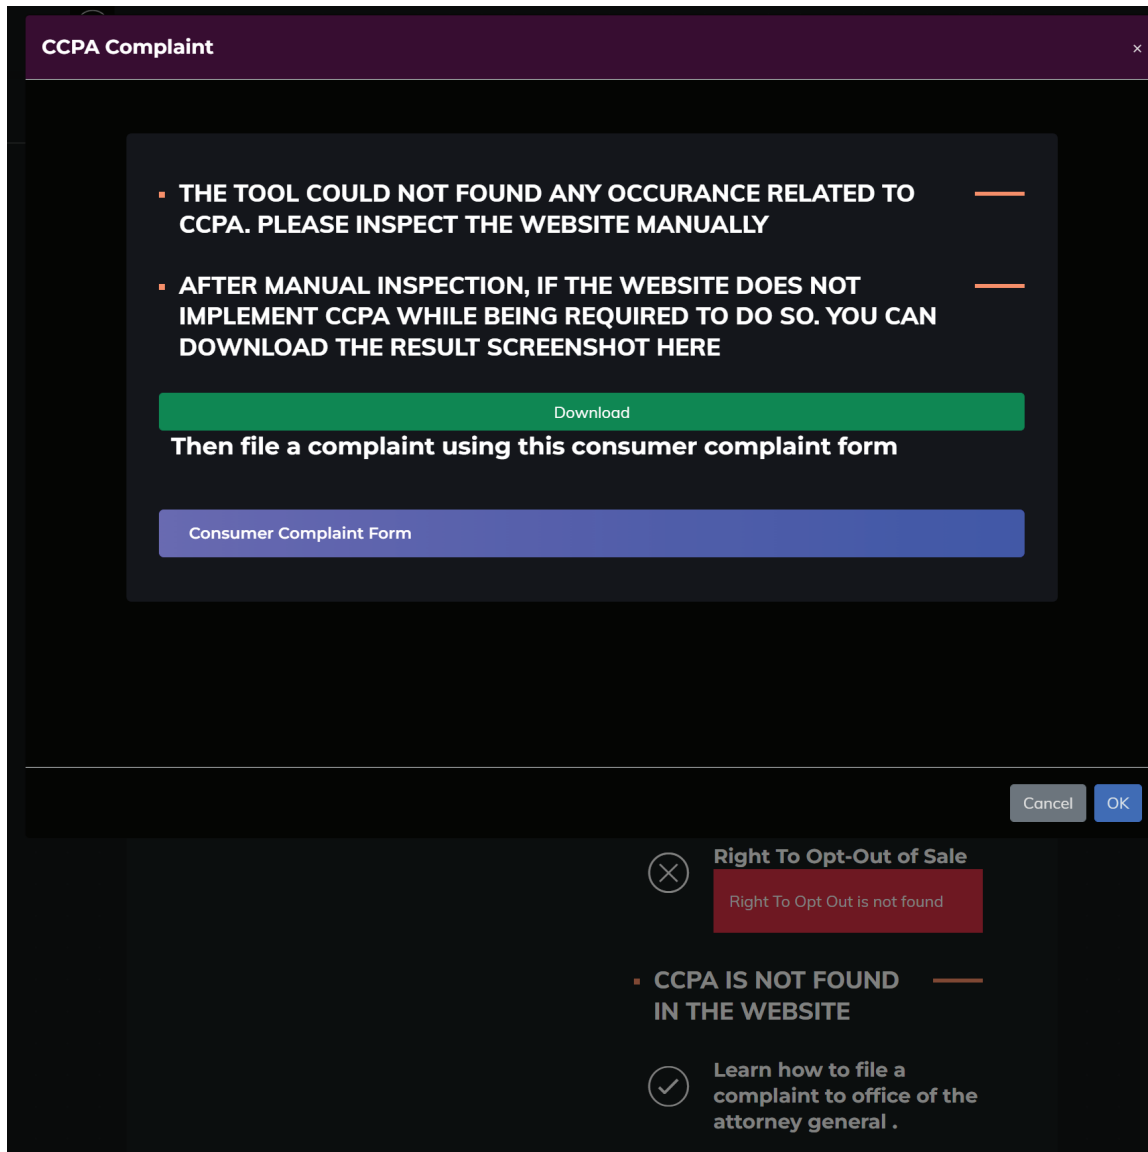 CCPA Complaint
×
THE TOOL COULD NOT FOUND ANY OCCURANCE RELATED TO
CCPA. PLEASE INSPECT THE WEBSITE MANUALLY
AFTER MANUAL INSPECTION, IF THE WEBSITE DOES NOT
IMPLEMENT CCPA WHILE BEING REQUIRED TO DO SO. YOU CAN
DOWNLOAD THE RESULT SCREENSHOT HERE
Download
Then file a complaint using this consumer complaint form
Consumer Complaint Form
Cancel OK
Right To Opt-Out of Sale
Right To Opt Out is not found
CCPA IS NOT FOUND
IN THE WEBSITE
Learn how to file a
complaint to office of the
attorney general .